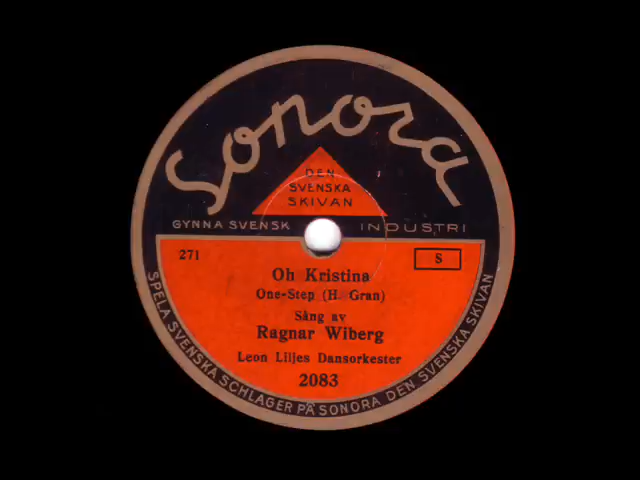 Sonora
DEN
SVENSKA
SKIVAN
GYNNA SVENSK INDUSTRI
271
S
Oh Kristina
One-Step (H. Gran)
Sång av
Ragnar Wiberg
Leon Liljes Dansorkester
2083
SPELA SVENSKA SCHLAGER PÅ SONORA DEN SVENSKA SKIVAN